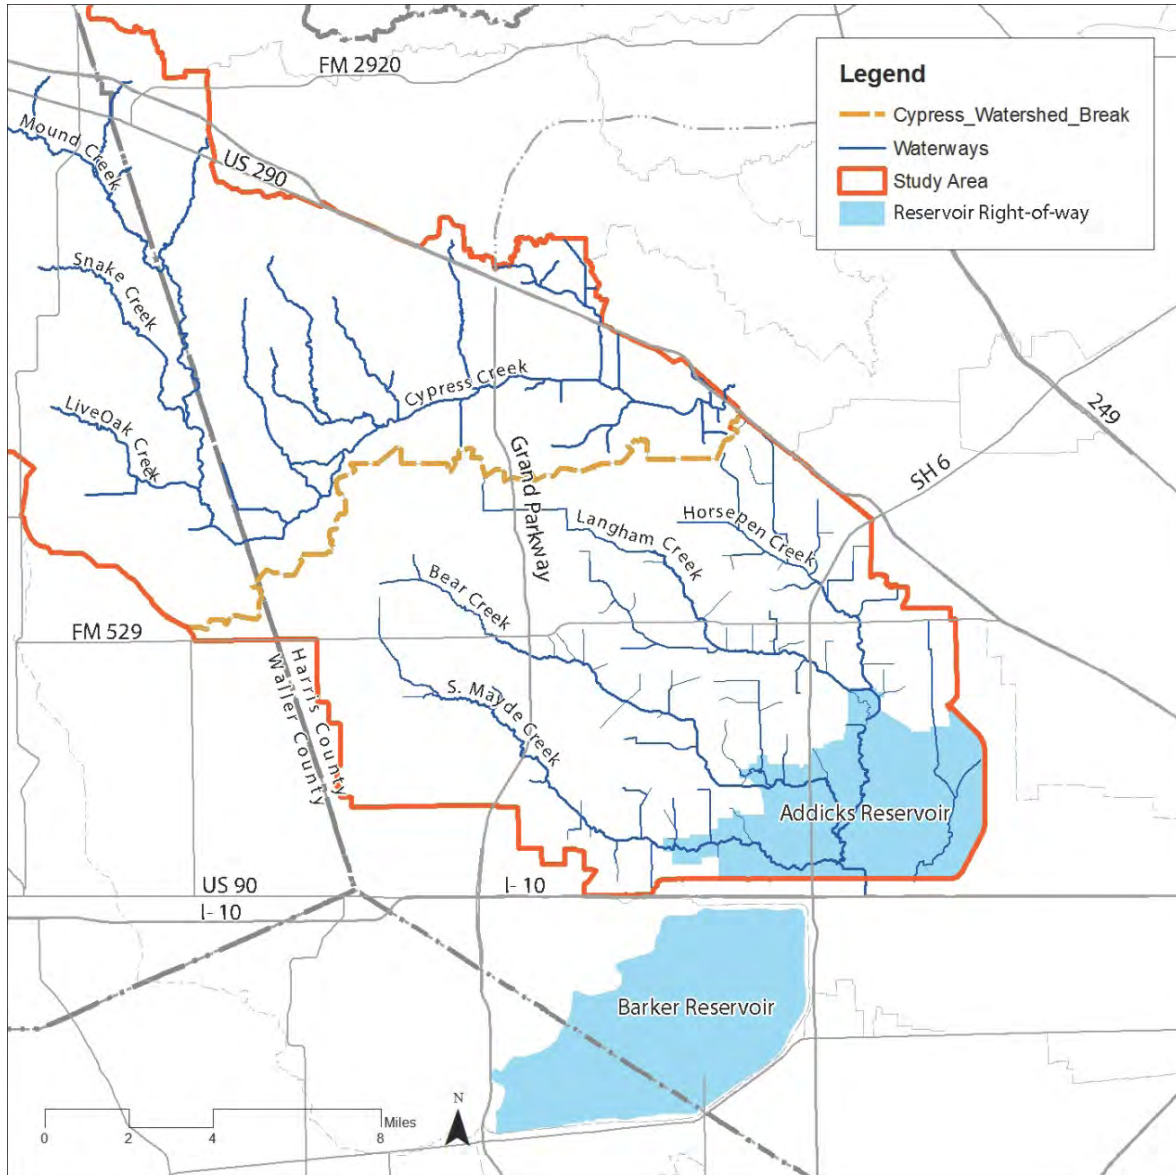 FM 2920
Legend
Cypress_Watershed_Break
Waterways
Study Area
Reservoir Right-of-way
Mound Creek
US 290
Snake Creek
Cypress Creek
LiveOak Creek
249
SH 6
Grand Parkway
Langham Creek
Horsepen Creek
Bear Creek
FM 529
Harris County
Waller County
S. Mayde Creek
Addicks Reservoir
US 90
I- 10
I- 10
Barker Reservoir
N
Miles
0 2 4 8